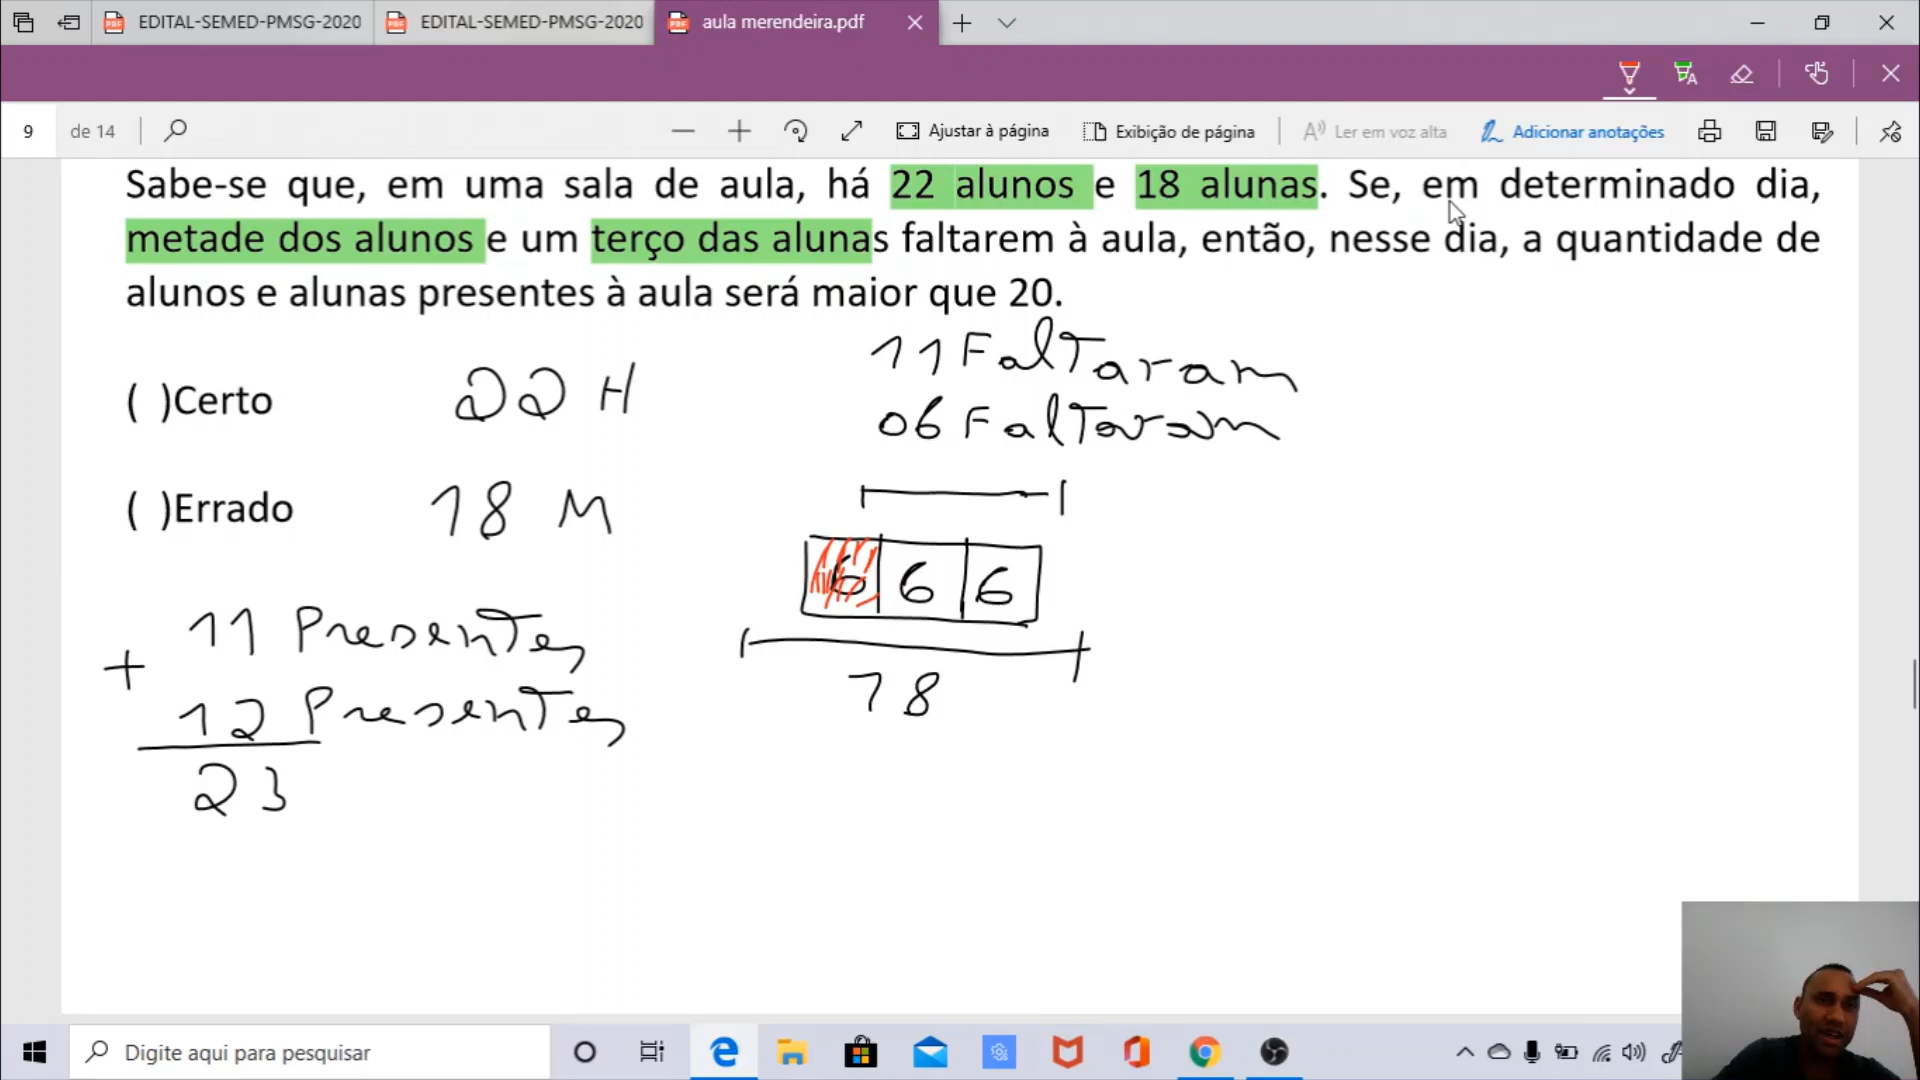 EDITAL-SEMED-PMSG-2020
EDITAL-SEMED-PMSG-2020
aula merendeira.pdf
9 de 14
Ajustar à página
Exibição de página
Ler em voz alta
Adicionar anotações
Sabe-se que, em uma sala de aula, há 22 alunos e 18 alunas. Se, em determinado dia,
metade dos alunos e um terço das alunas faltarem à aula, então, nesse dia, a quantidade de
alunos e alunas presentes à aula será maior que 20.
11 Faltaram
( )Certo 22 H
06 Faltaram
( )Errado 18 M
6 6 6
11 Presentes
+
18
12 Presentes
23
Digite aqui para pesquisar